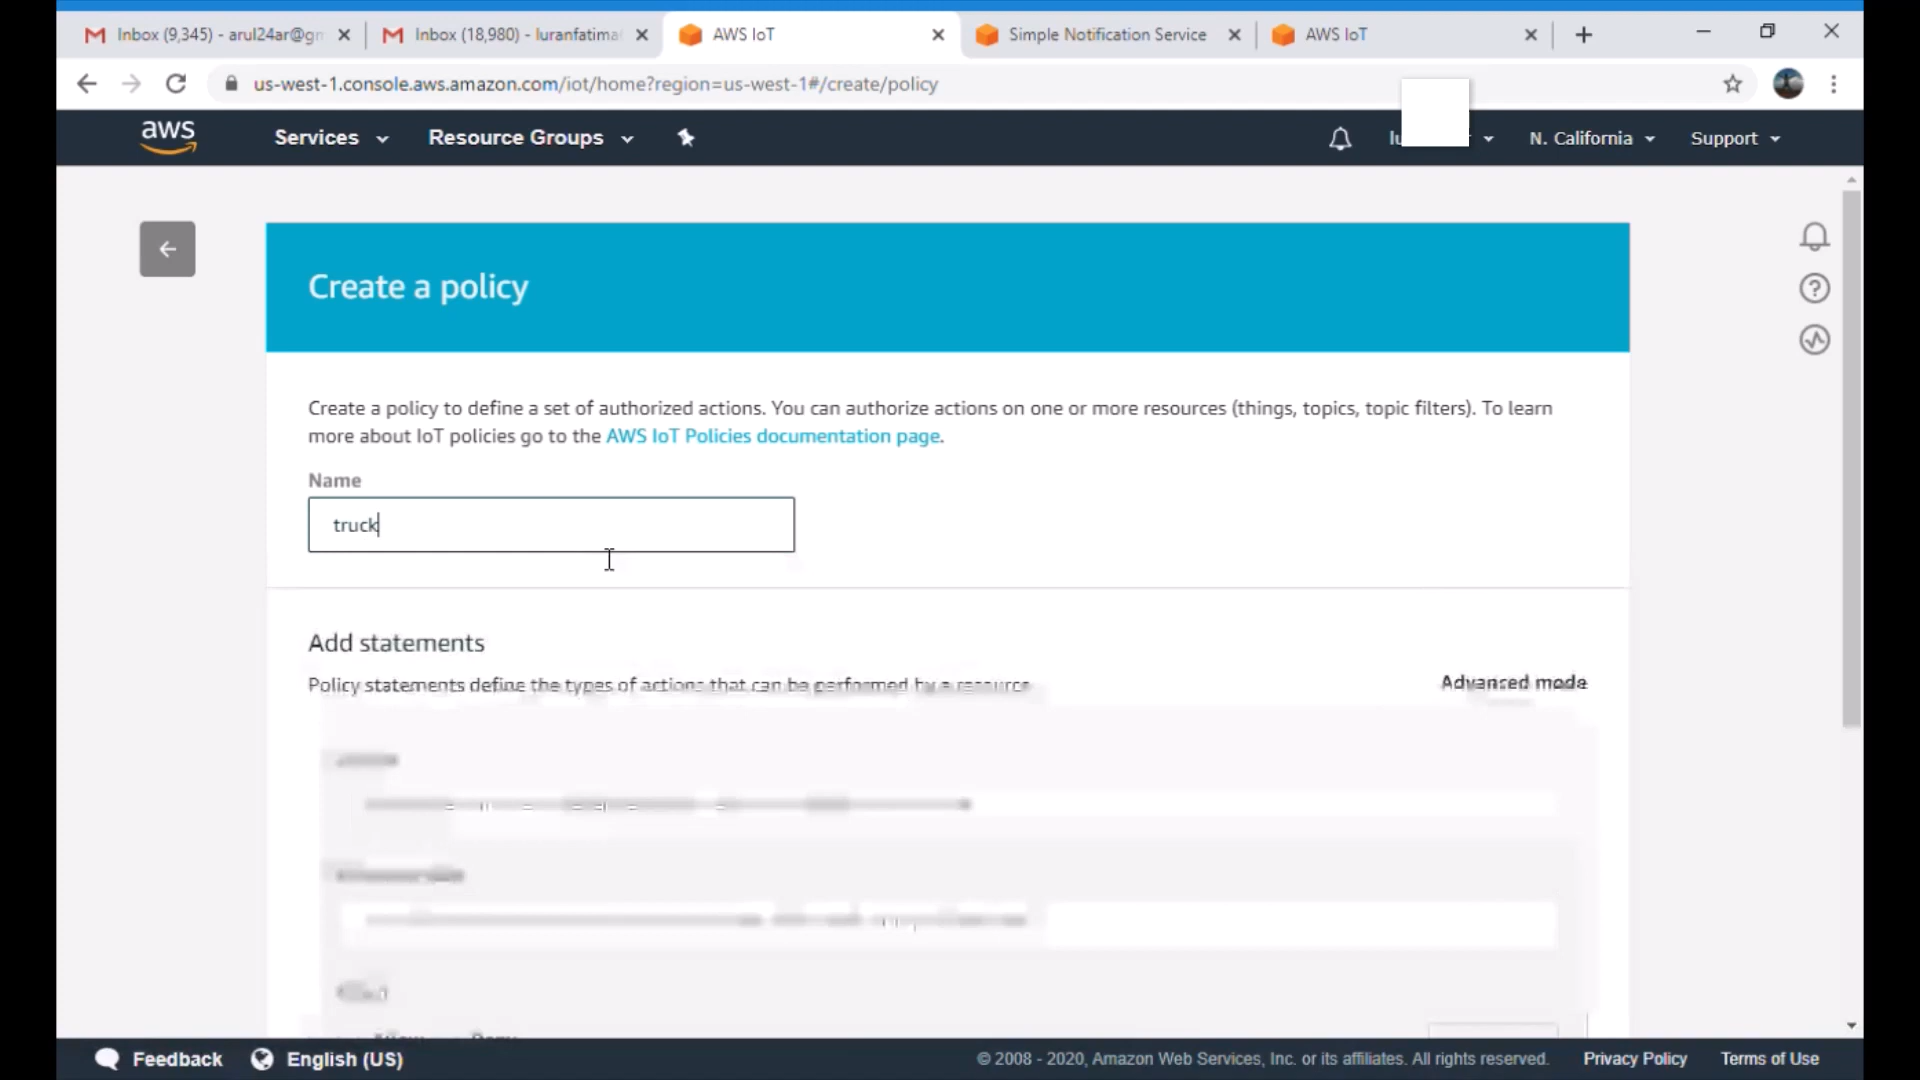 Inbox (9,345) - arul24ar@gm
Inbox (18,980) - luranfatima
AWS IoT
Simple Notification Service
AWS IoT
us-west-1.console.aws.amazon.com/iot/home?region=us-west-1#/create/policy
aws
Services
Resource Groups
N. California
Support
Create a policy
Create a policy to define a set of authorized actions. You can authorize actions on one or more resources (things, topics, topic filters). To learn
more about IoT policies go to the AWS IoT Policies documentation page.
Name
truck
Add statements
Policy statements define the types of actions that can be performed by a resource
Advanced mode
Feedback
English (US)
© 2008 - 2020, Amazon Web Services, Inc. or its affiliates. All rights reserved.
Privacy Policy
Terms of Use